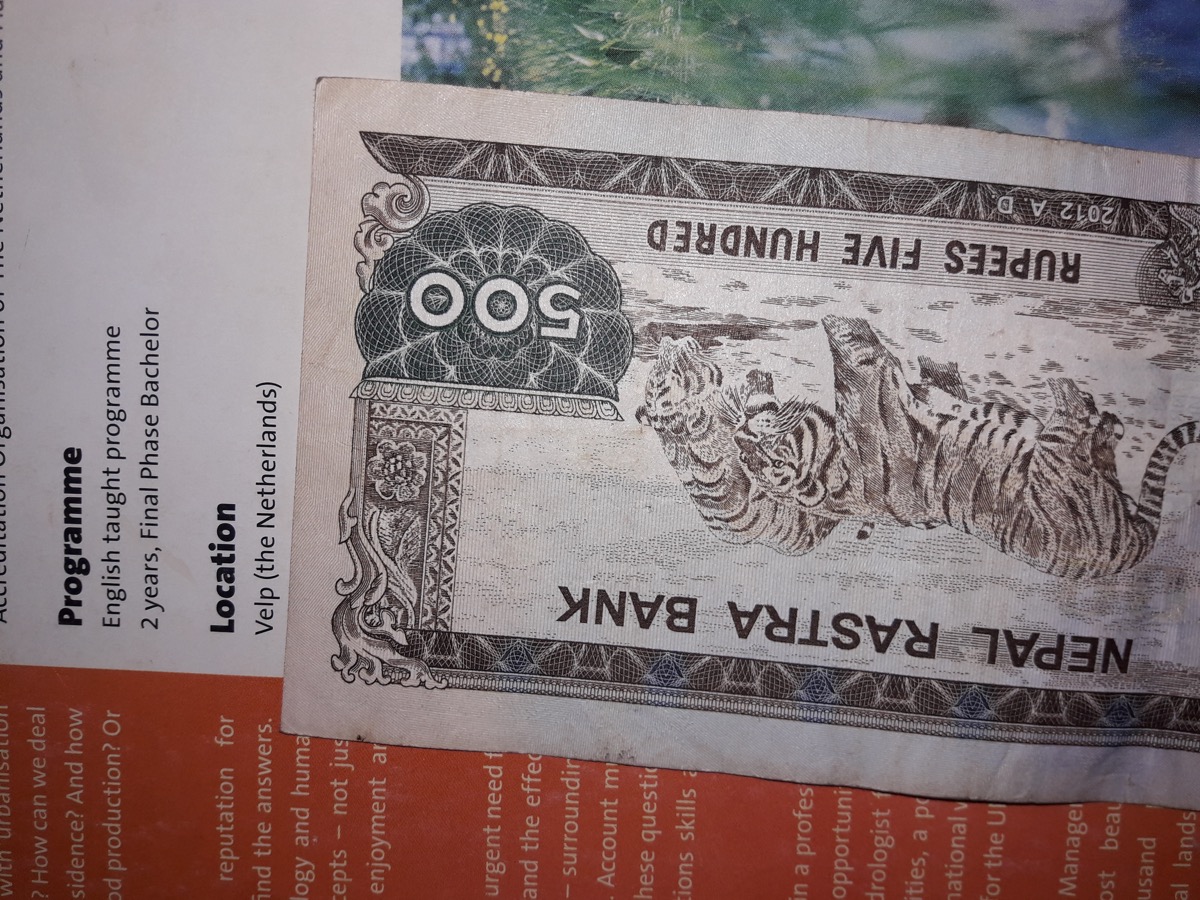 with urbanisation
? How can we deal
sidence? And how
od production? Or
reputation for
find the answers.
logy and huma
cepts – not jus
enjoyment ar
urgent need f
and the effec
– surroundin
. Account m
hese questio
tions skills a
in a profes
opportuni
drologist f
ities, a po
national v
for the U
Manager
ost beau
usand
al lands
Accreditation Organisation of The Netherlands and
Programme
English taught programme
2 years, Final Phase Bachelor
Location
Velp (the Netherlands)
NEPAL RASTRA BANK
500
RUPEES FIVE HUNDRED
2012 A D